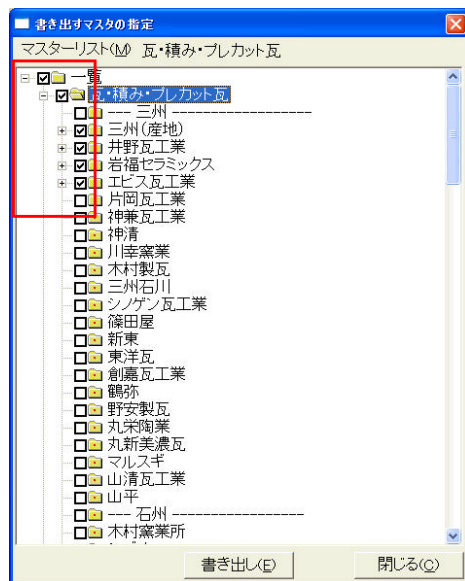 書き出すマスタの指定
マスターリスト(M) 瓦・積み・プレカット瓦
一覧
瓦・積み・プレカット瓦
--- 三州 ------------------
三州(産地)
井野瓦工業
岩福セラミックス
エビス瓦工業
片岡瓦工業
神兼瓦工業
神清
川幸窯業
木村製瓦
三州石川
シノゲン瓦工業
篠田屋
新東
東洋瓦
創嘉瓦工業
鶴弥
野安製瓦
丸栄陶業
丸新美濃瓦
マルスギ
山清瓦工業
山平
--- 石州 -----------------
木村窯業所
書き出し(E) 閉じる(C)